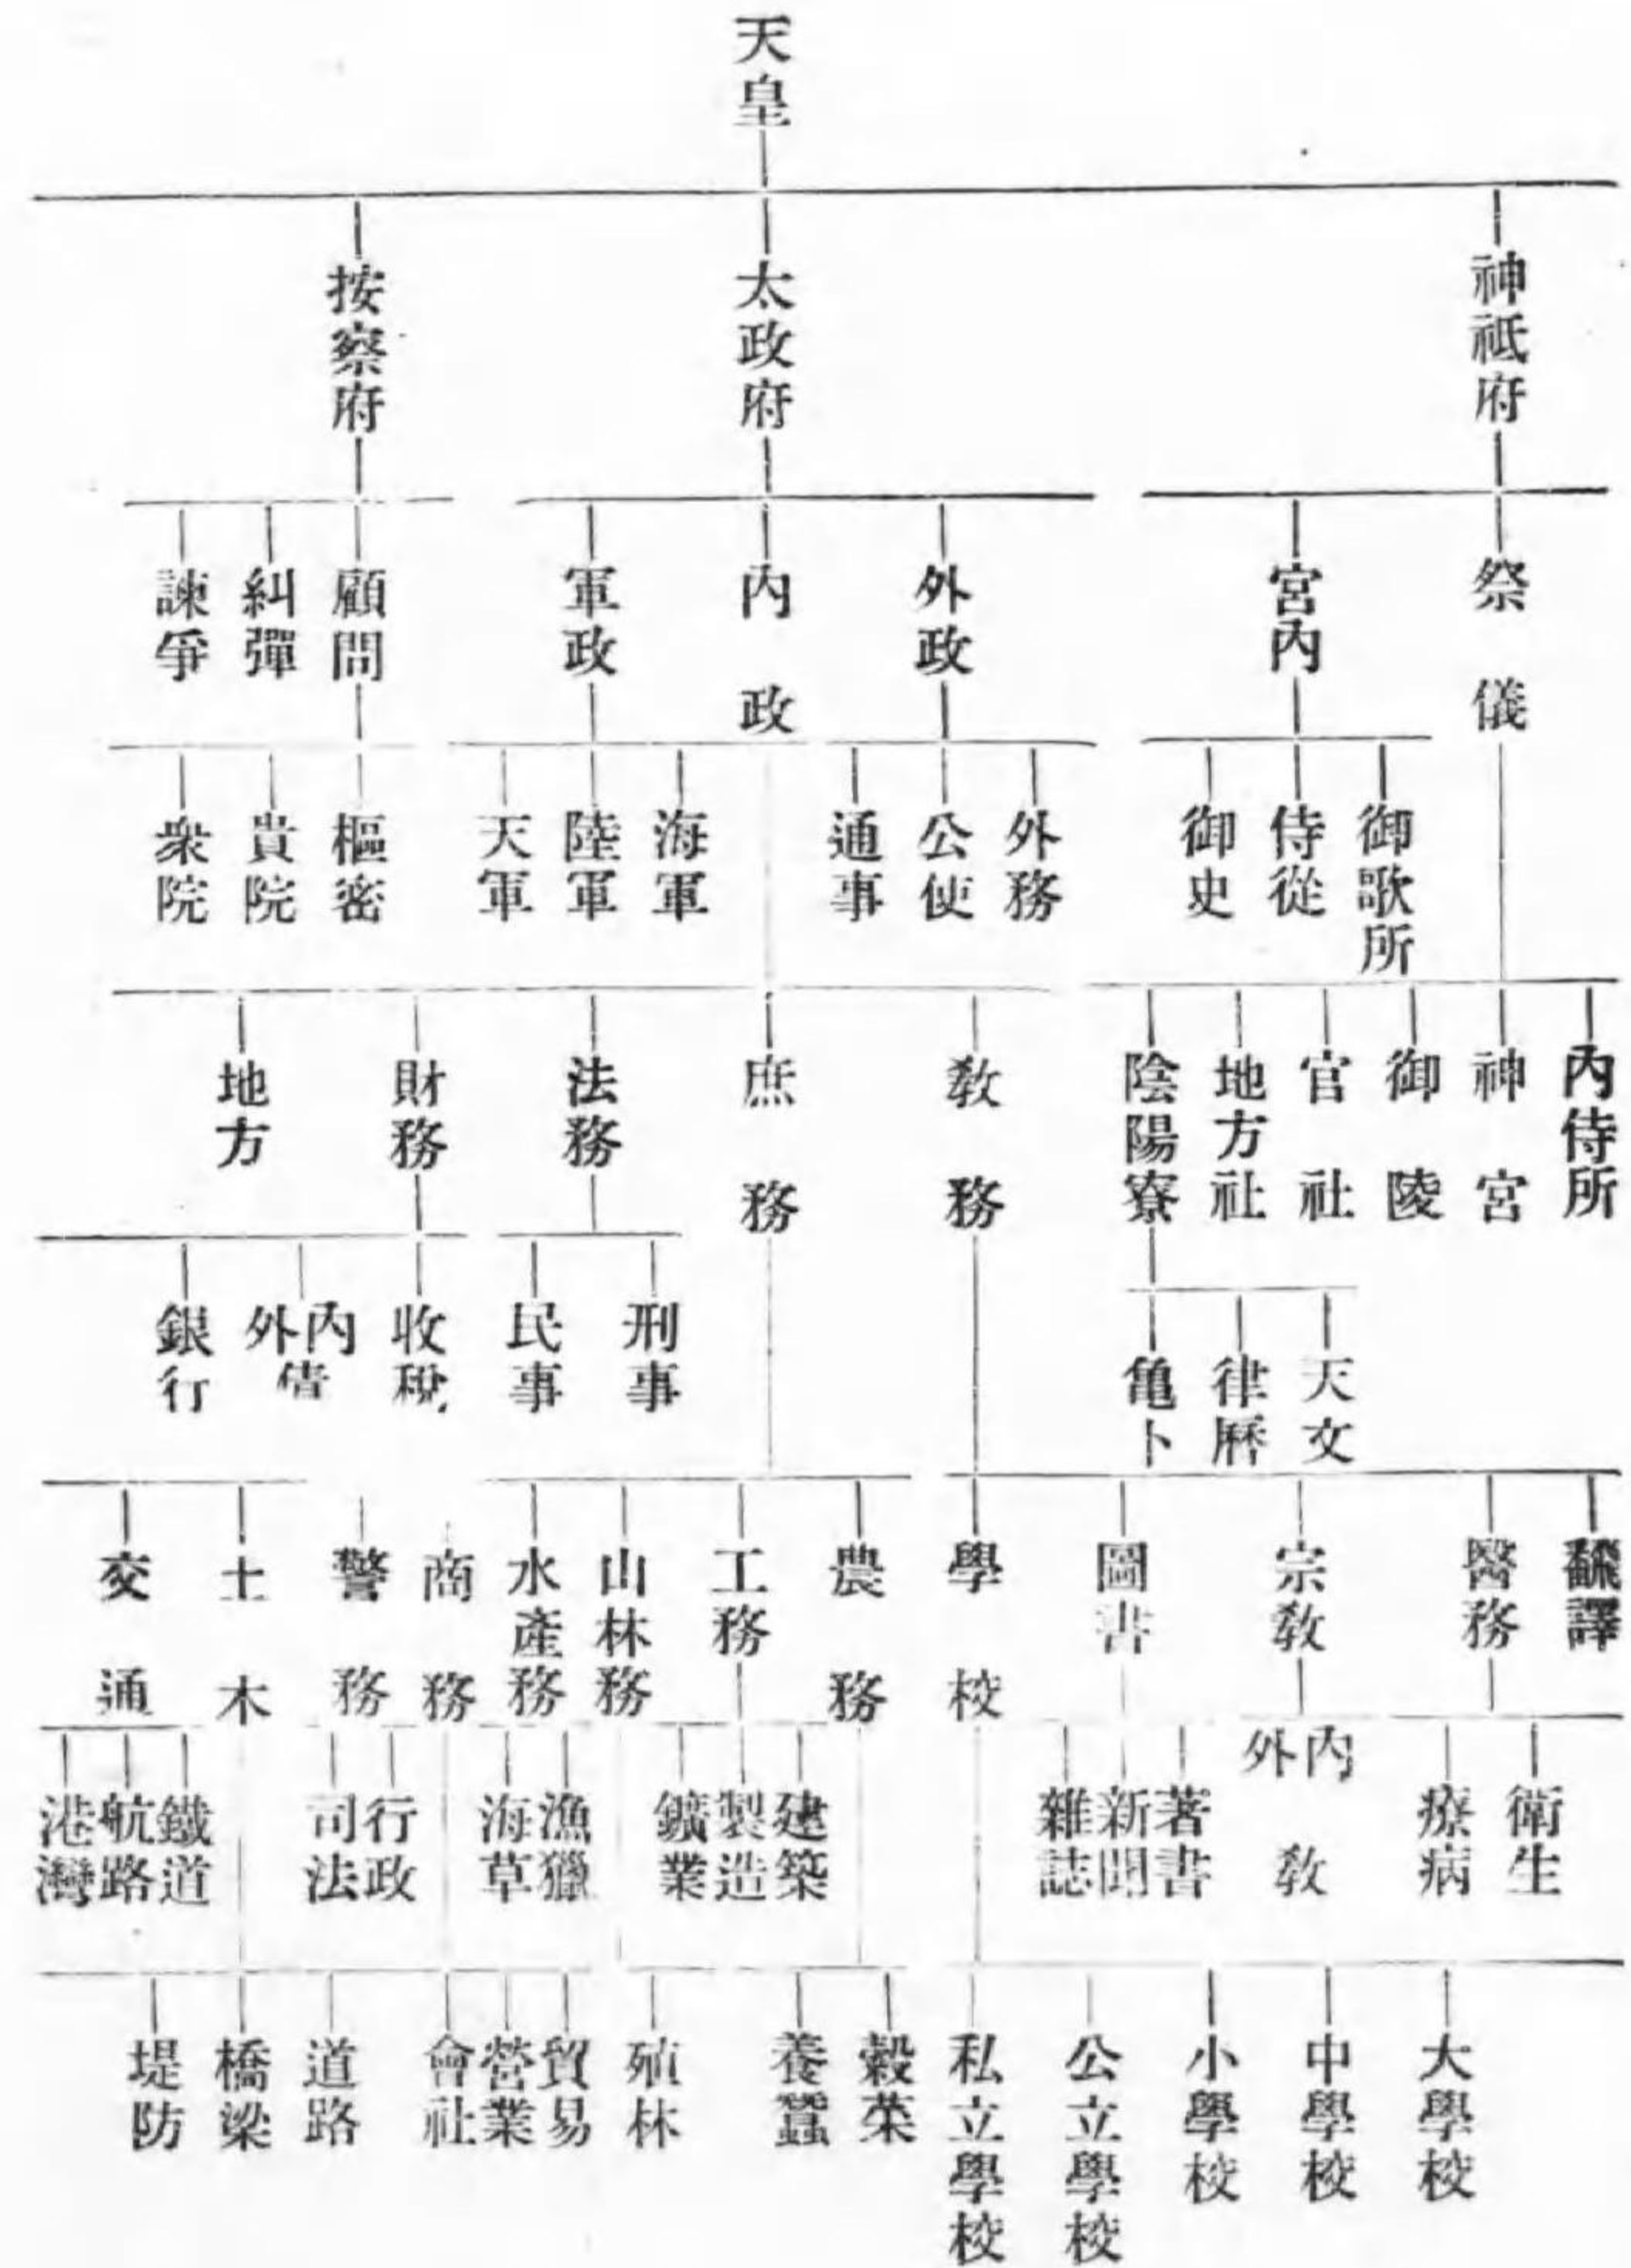 天皇
神祇府
太政府
按察府
祭儀
宮內
外政
內政
軍政
顧問
糾彈
諫爭
御歌所
侍從
御史
外務
公使
通事
海軍
陸軍
天軍
樞密
貴院
衆院
內侍所
神宮
御陵
官社
地方社
陰陽寮
敎務
庶務
法務
財務
地方
天文
律曆
亀卜
刑事
民事
收稅
內外債
銀行
飜譯
醫務
宗敎
圖書
學校
農務
工務
山林務
水產務
商務
警務
土木
交通
衛生
療病
內外敎
著書
新聞
雜誌
建築
製造
鑛業
漁獵
海草
行政
司法
鐵道
航路
港灣
大學校
中學校
小學校
公立學校
私立學校
穀菜
養蠶
殖林
貿易
營業
會社
道路
橋梁
堤防